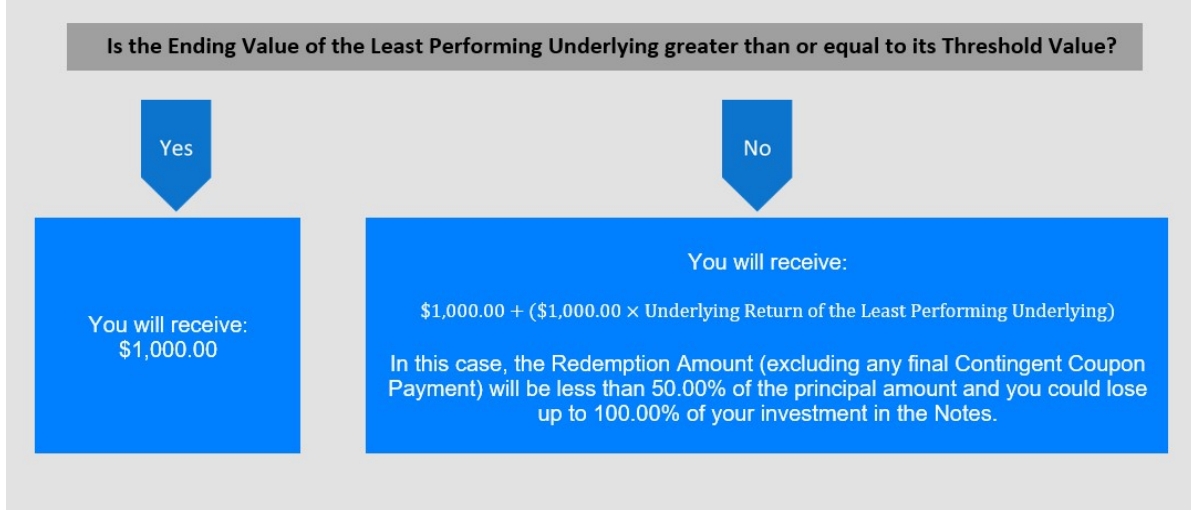 Is the Ending Value of the Least Performing Underlying greater than or equal to its Threshold Value?
Yes
No
You will receive:
$1,000.00
You will receive:
$1,000.00 + ($1,000.00 × Underlying Return of the Least Performing Underlying)
In this case, the Redemption Amount (excluding any final Contingent Coupon
Payment) will be less than 50.00% of the principal amount and you could lose
up to 100.00% of your investment in the Notes.